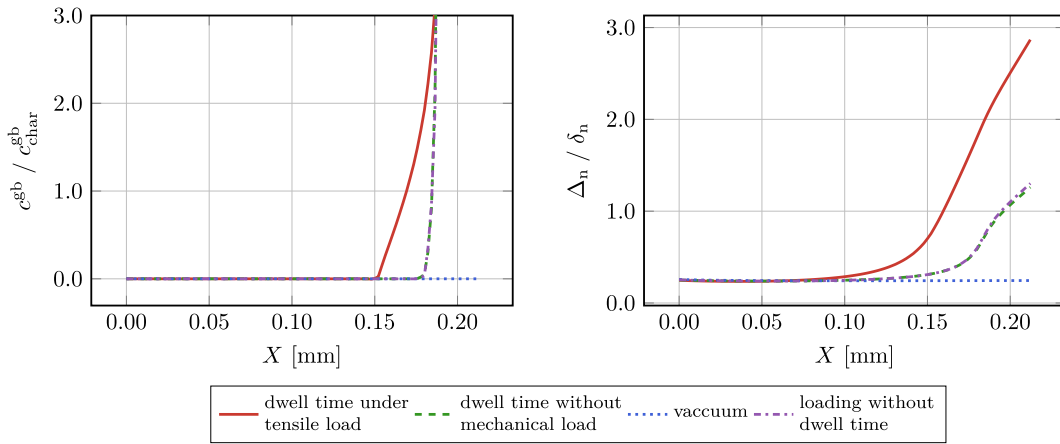 3.0
2.0
1.0
0.0
c^gb / c^gb_char
0.00 0.05 0.10 0.15 0.20
X [mm]
3.0
2.0
1.0
0.0
Δ_n / δ_n
0.00 0.05 0.10 0.15 0.20
X [mm]
dwell time under
tensile load
dwell time without
mechanical load
vaccuum
loading without
dwell time